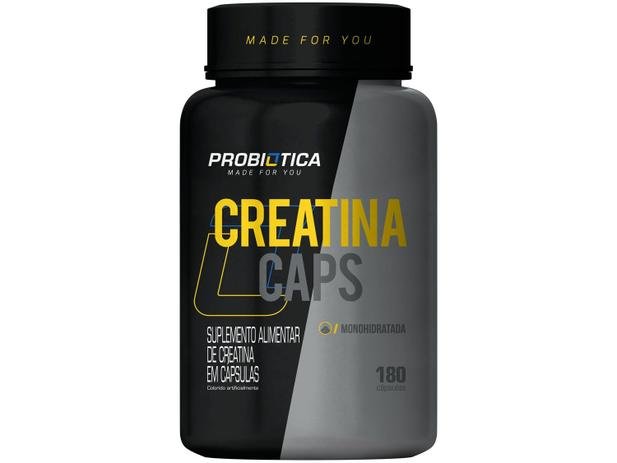 MADE FOR YOU
PROBIOTICA
MADE FOR YOU
CREATINA
CAPS
/ MONOHIDRATADA
SUPLEMENTO ALIMENTAR
DE CREATINA
EM CÁPSULAS
Colorido artificialmente
180
cápsulas